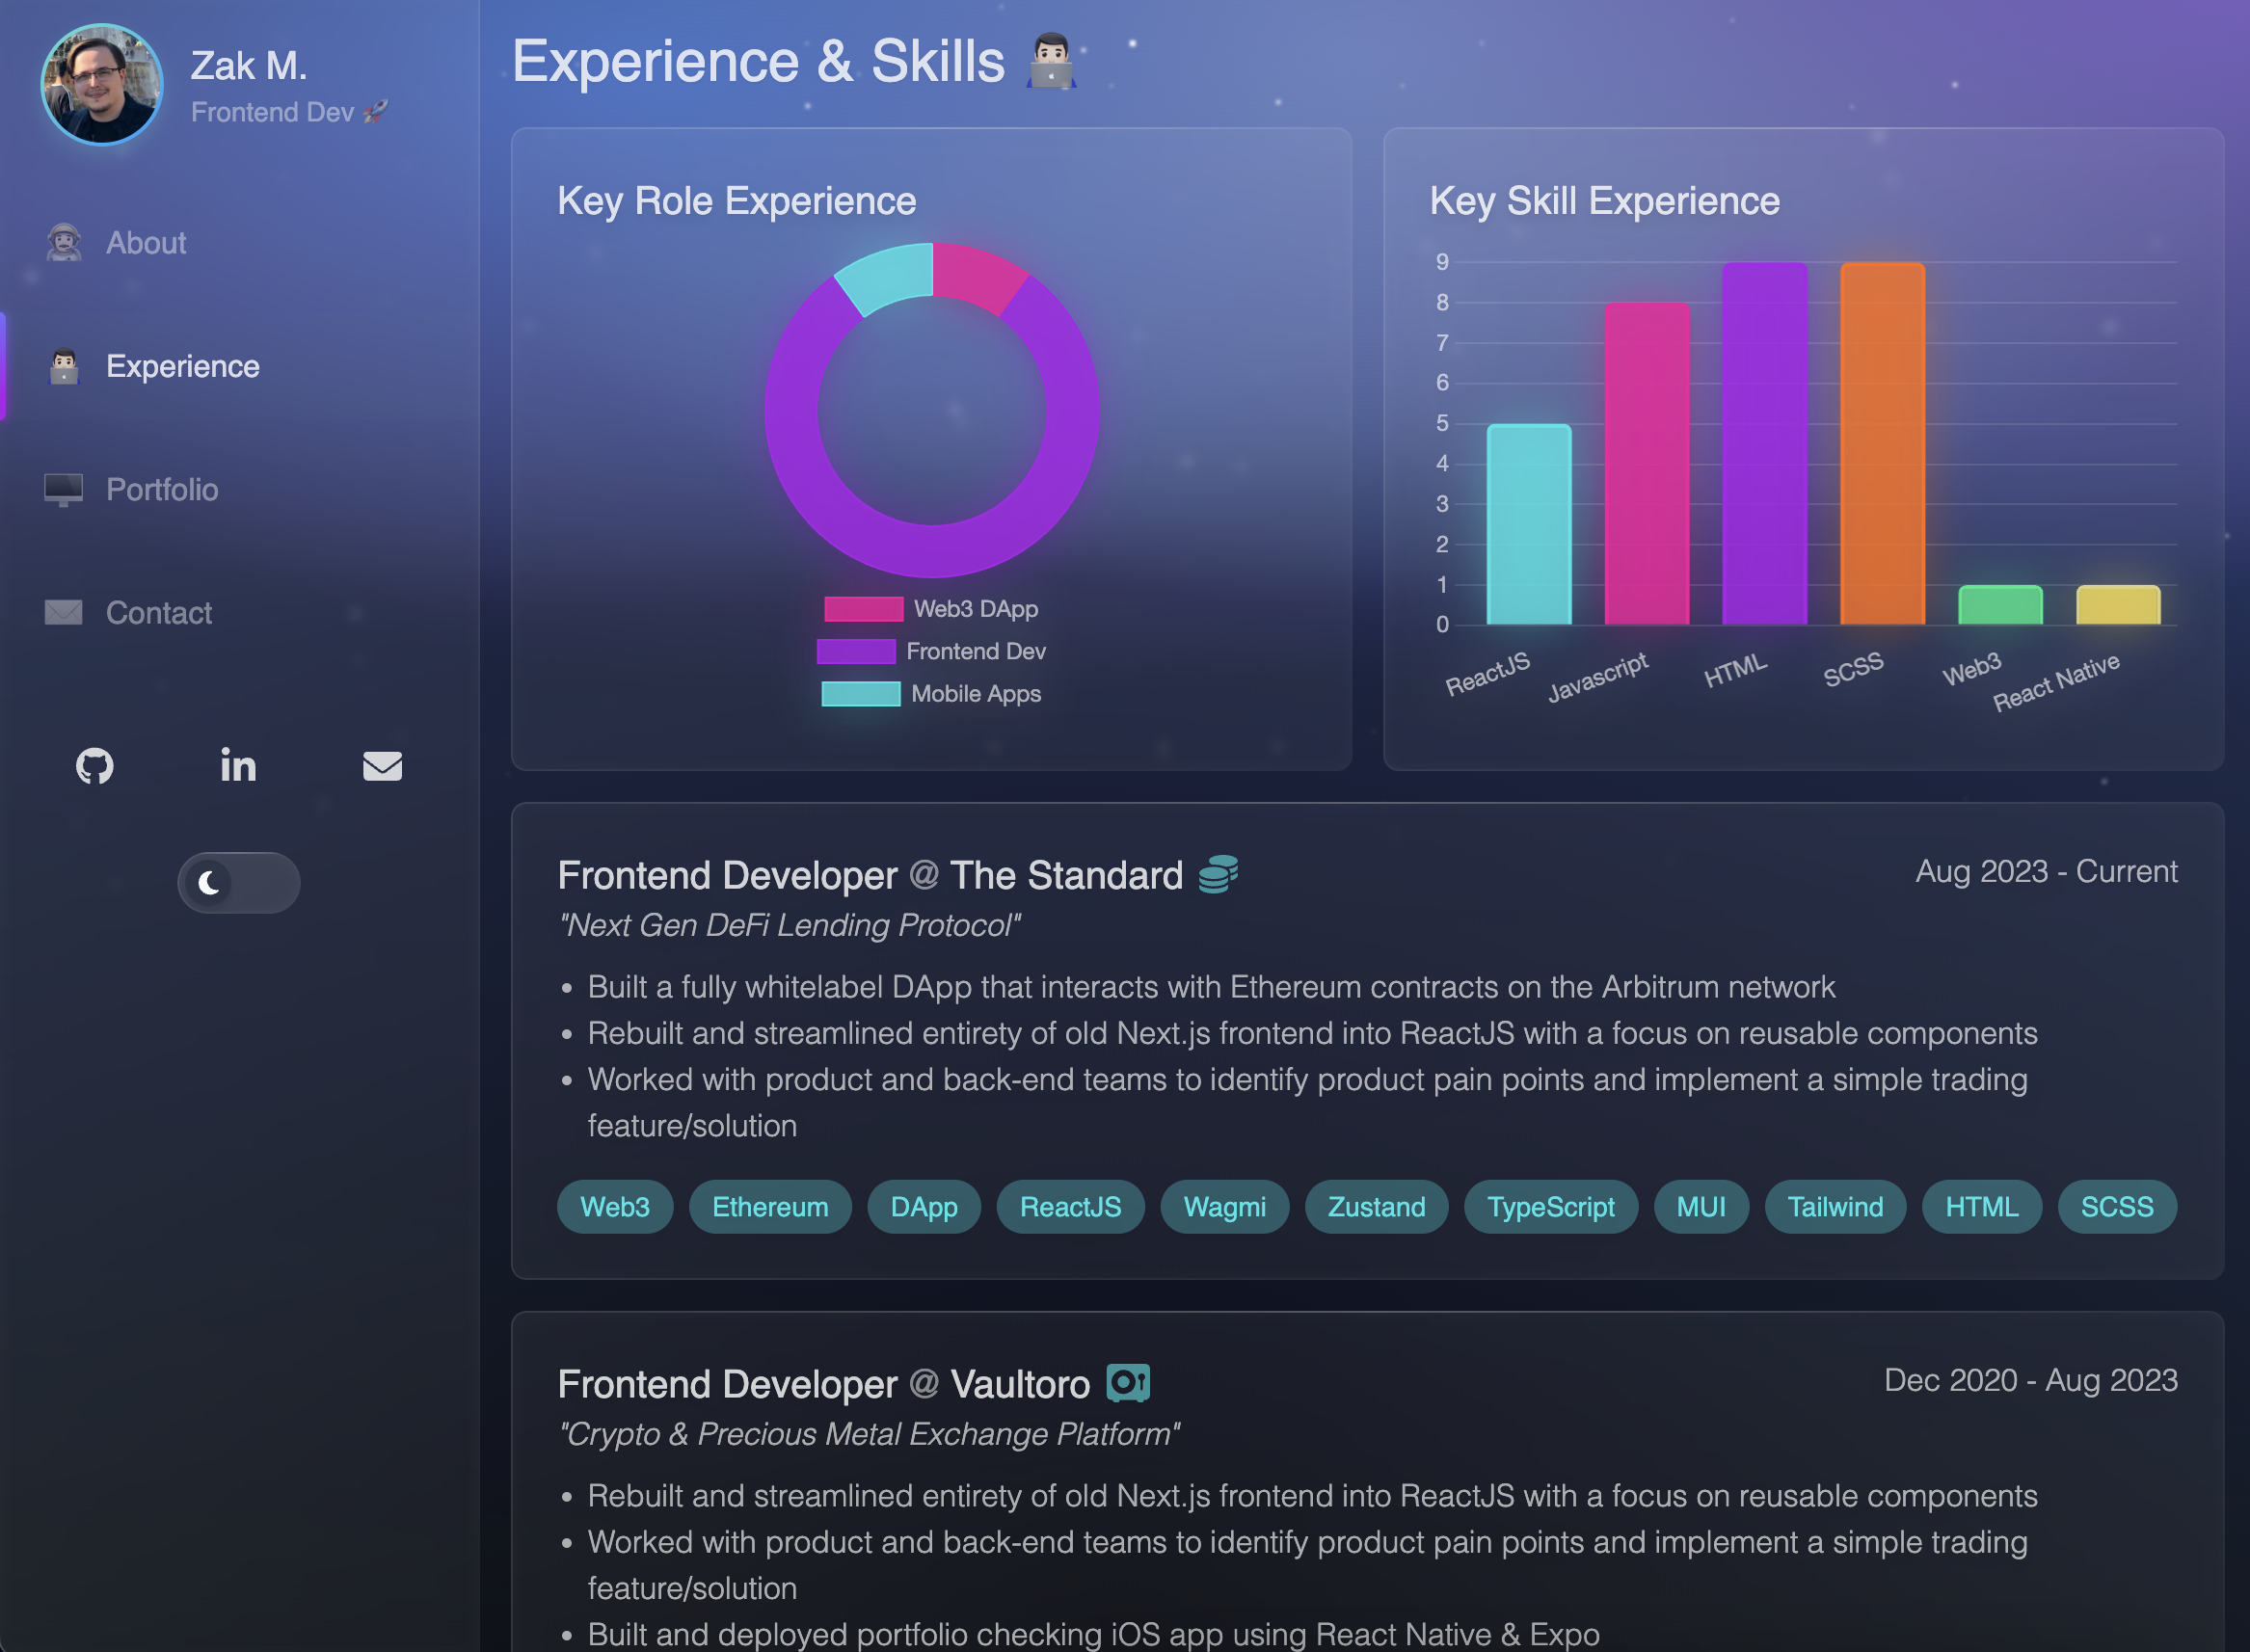 Zak M.
Frontend Dev 🚀
About
Experience
Portfolio
Contact
in
Experience & Skills 👨🏻‍💻
Key Role Experience
Web3 DApp
Frontend Dev
Mobile Apps
Key Skill Experience
9
8
7
6
5
4
3
2
1
0
ReactJS
Javascript
HTML
SCSS
Web3
React Native
Frontend Developer @ The Standard
Aug 2023 - Current
"Next Gen DeFi Lending Protocol"
• Built a fully whitelabel DApp that interacts with Ethereum contracts on the Arbitrum network
• Rebuilt and streamlined entirety of old Next.js frontend into ReactJS with a focus on reusable components
• Worked with product and back-end teams to identify product pain points and implement a simple trading
feature/solution
Web3 Ethereum DApp ReactJS Wagmi Zustand TypeScript MUI Tailwind HTML SCSS
Frontend Developer @ Vaultoro
Dec 2020 - Aug 2023
"Crypto & Precious Metal Exchange Platform"
• Rebuilt and streamlined entirety of old Next.js frontend into ReactJS with a focus on reusable components
• Worked with product and back-end teams to identify product pain points and implement a simple trading
feature/solution
• Built and deployed portfolio checking iOS app using React Native & Expo